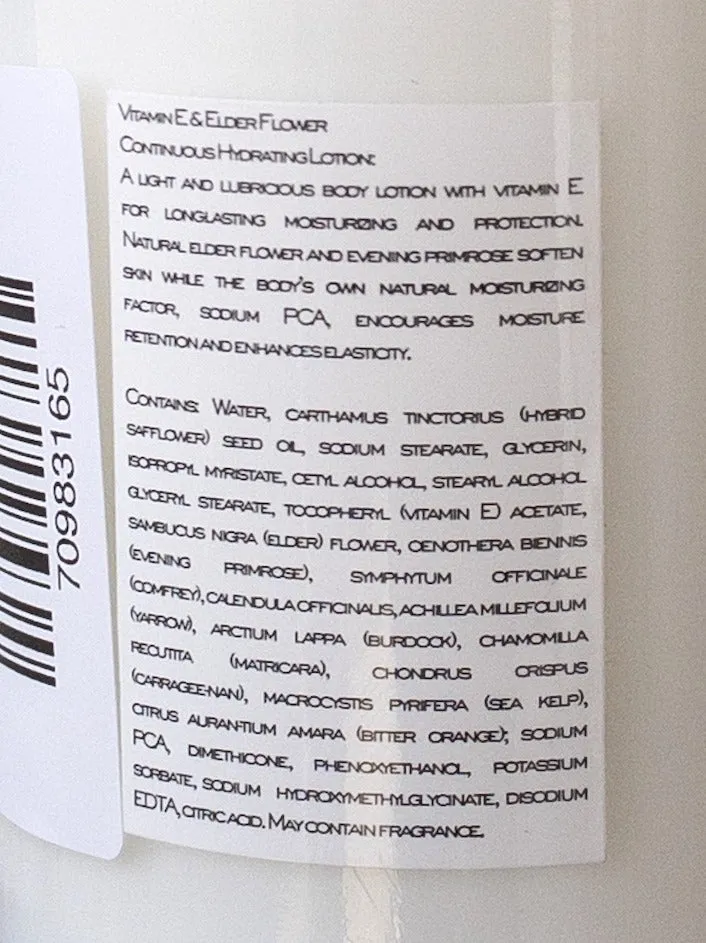 VITAMIN E & ELDER FLOWER
CONTINUOUS HYDRATING LOTION:
A LIGHT AND LUBRICIOUS BODY LOTION WITH VITAMIN E
FOR LONGLASTING MOISTURIZING AND PROTECTION.
NATURAL ELDER FLOWER AND EVENING PRIMROSE SOFTEN
SKIN WHILE THE BODY'S OWN NATURAL MOISTURIZING
FACTOR, SODIUM PCA, ENCOURAGES MOISTURE
RETENTION AND ENHANCES ELASTICITY.
CONTAINS: WATER, CARTHAMUS TINCTORIUS (HYBRID
SAFFLOWER) SEED OIL, SODIUM STEARATE, GLYCERIN,
ISOPROPYL MYRISTATE, CETYL ALCOHOL, STEARYL ALCOHOL
GLYCERYL STEARATE, TOCOPHERYL (VITAMIN E) ACETATE,
SAMBUCUS NIGRA (ELDER) FLOWER, OENOTHERA BIENNIS
(EVENING PRIMROSE), SYMPHYTUM OFFICINALE
(COMFREY), CALENDULA OFFICINALIS, ACHILLEA MILLEFOLIUM
(YARROW), ARCTIUM LAPPA (BURDOCK), CHAMOMILLA
RECUTITA (MATRICARA), CHONDRUS CRISPUS
(CARRAGEE-NAN), MACROCYSTIS PYRIFERA (SEA KELP),
CITRUS AURAN-TIUM AMARA (BITTER ORANGE); SODIUM
PCA, DIMETHICONE, PHENOXYETHANOL, POTASSIUM
SORBATE, SODIUM HYDROXYMETHYLGLYCINATE, DISODIUM
EDTA, CITRIC ACID. MAY CONTAIN FRAGRANCE.
70983165